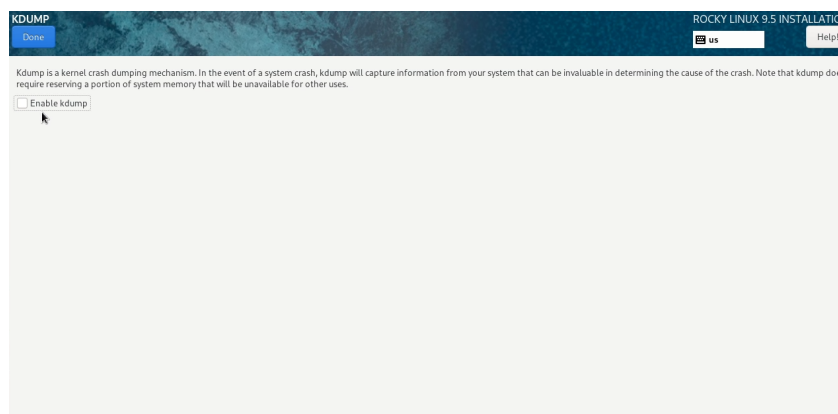 KDUMP
ROCKY LINUX 9.5 INSTALLATIO
Done
us
Help!
Kdump is a kernel crash dumping mechanism. In the event of a system crash, kdump will capture information from your system that can be invaluable in determining the cause of the crash. Note that kdump doe
require reserving a portion of system memory that will be unavailable for other uses.
Enable kdump